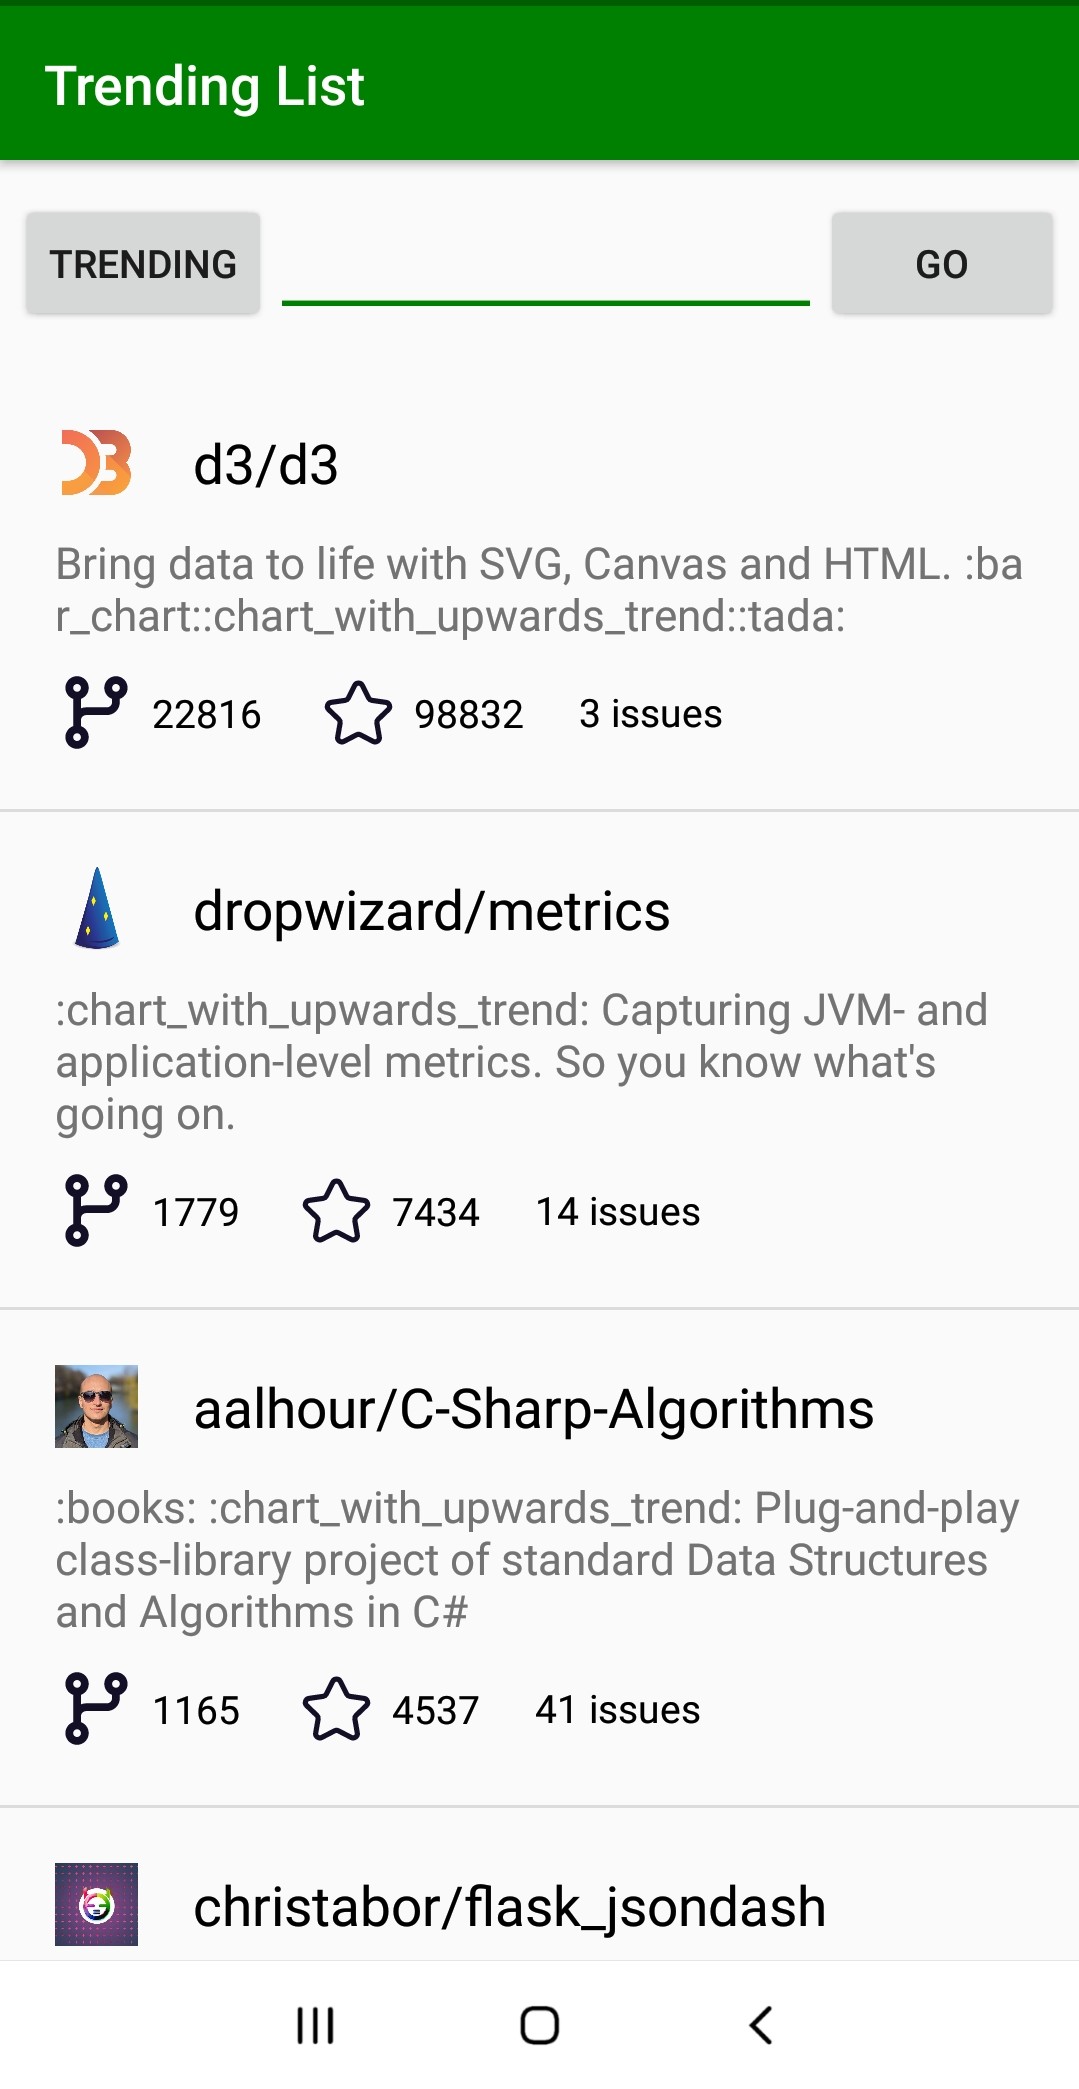 Trending List
TRENDING
GO
d3/d3
Bring data to life with SVG, Canvas and HTML. :ba
r_chart::chart_with_upwards_trend::tada:
22816 98832 3 issues
dropwizard/metrics
:chart_with_upwards_trend: Capturing JVM- and
application-level metrics. So you know what's
going on.
1779 7434 14 issues
aalhour/C-Sharp-Algorithms
:books: :chart_with_upwards_trend: Plug-and-play
class-library project of standard Data Structures
and Algorithms in C#
1165 4537 41 issues
christabor/flask_jsondash